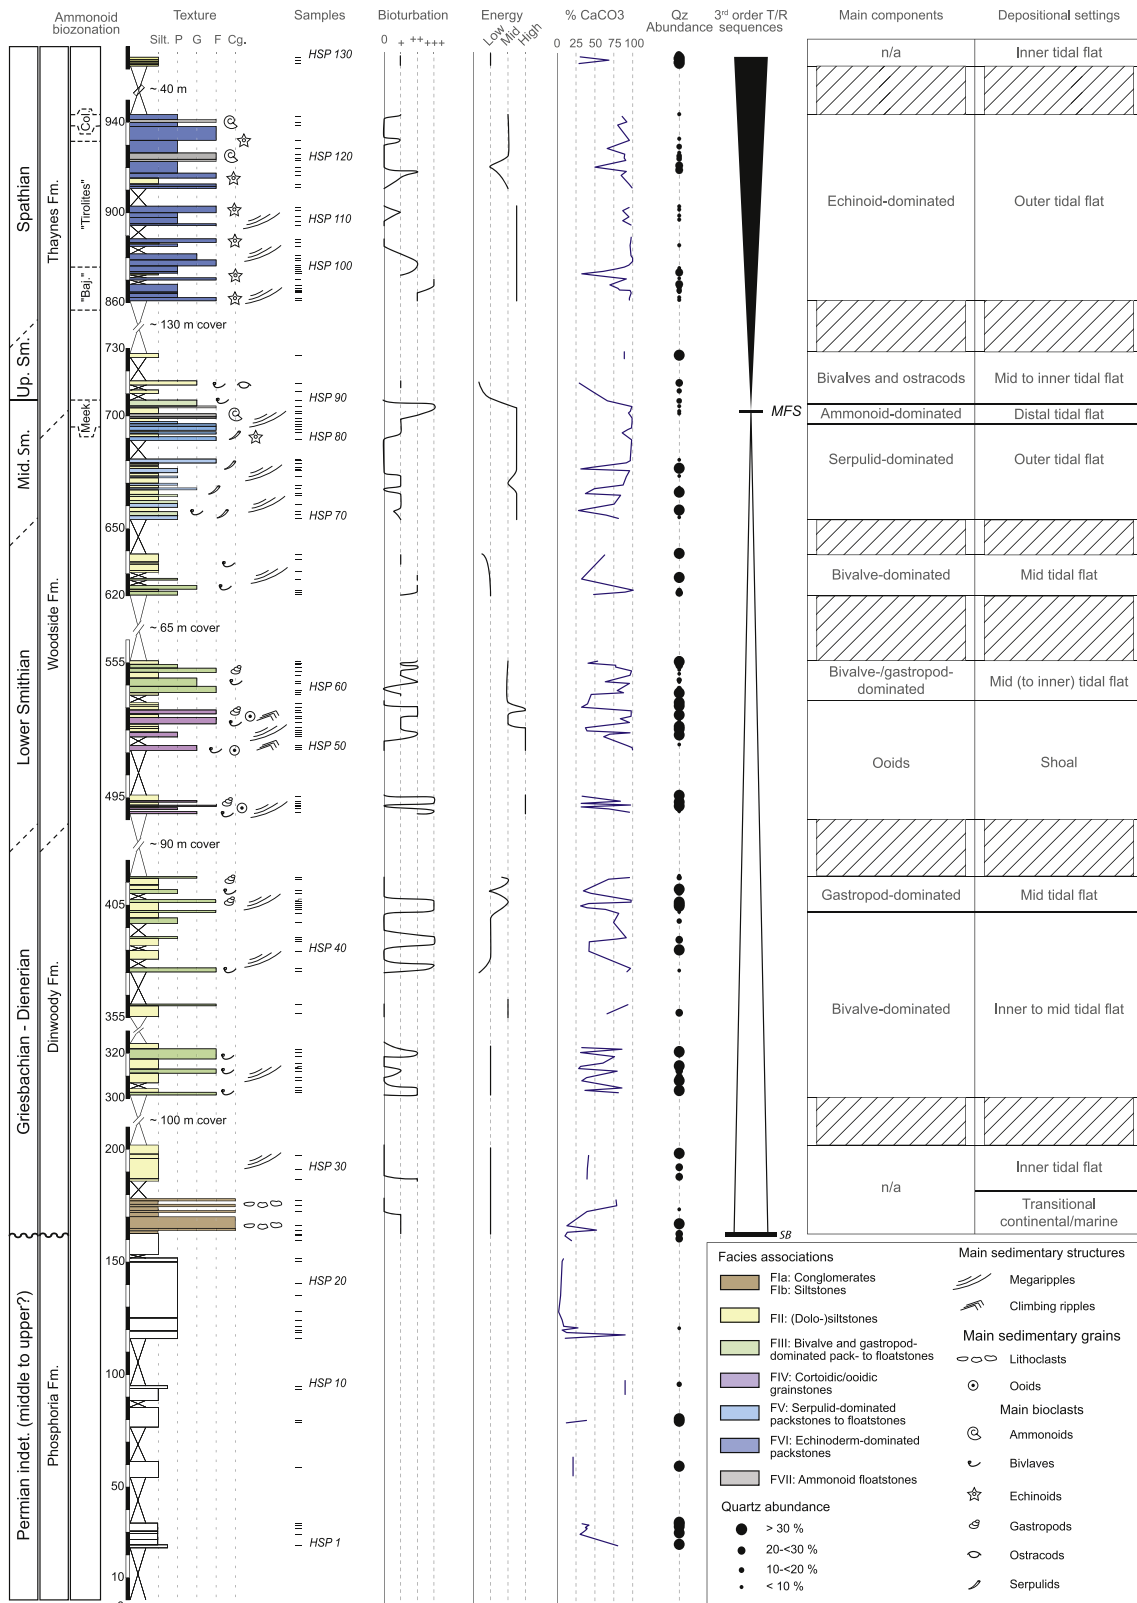 Ammonoid
biozonation
Texture
Silt. P G F Cg.
Samples
Bioturbation
0 + ++ +++
Energy
Low Mid High
% CaCO3
0 25 50 75 100
Qz
Abundance
3rd order T/R
sequences
Main components
Depositional settings
Spathian
Up. Sm.
Mid. Sm.
Lower Smithian
Griesbachian - Dienerian
Permian indet. (middle to upper?)
Thaynes Fm.
Woodside Fm.
Dinwoody Fm.
Phosphoria Fm.
Col.
"Tirolites"
"Baj."
Meek
~ 40 m
940
900
860
~ 130 m cover
730
700
650
620
~ 65 m cover
555
495
~ 90 m cover
405
355
320
300
~ 100 m cover
200
150
100
50
10
HSP 130
HSP 120
HSP 110
HSP 100
HSP 90
HSP 80
HSP 70
HSP 60
HSP 50
HSP 40
HSP 30
HSP 20
HSP 10
HSP 1
MFS
SB
n/a
Inner tidal flat
Echinoid-dominated
Outer tidal flat
Bivalves and ostracods
Mid to inner tidal flat
Ammonoid-dominated
Distal tidal flat
Serpulid-dominated
Outer tidal flat
Bivalve-dominated
Mid tidal flat
Bivalve-/gastropod-
dominated
Mid (to inner) tidal flat
Ooids
Shoal
Gastropod-dominated
Mid tidal flat
Bivalve-dominated
Inner to mid tidal flat
n/a
Inner tidal flat
Transitional
continental/marine
Facies associations
FIa: Conglomerates
FIb: Siltstones
FII: (Dolo-)siltstones
FIII: Bivalve and gastropod-
dominated pack- to floatstones
FIV: Cortoidic/ooidic
grainstones
FV: Serpulid-dominated
packstones to floatstones
FVI: Echinoderm-dominated
packstones
FVII: Ammonoid floatstones
Quartz abundance
> 30 %
20-<30 %
10-<20 %
< 10 %
Main sedimentary structures
Megaripples
Climbing ripples
Main sedimentary grains
Lithoclasts
Ooids
Main bioclasts
Ammonoids
Bivlaves
Echinoids
Gastropods
Ostracods
Serpulids